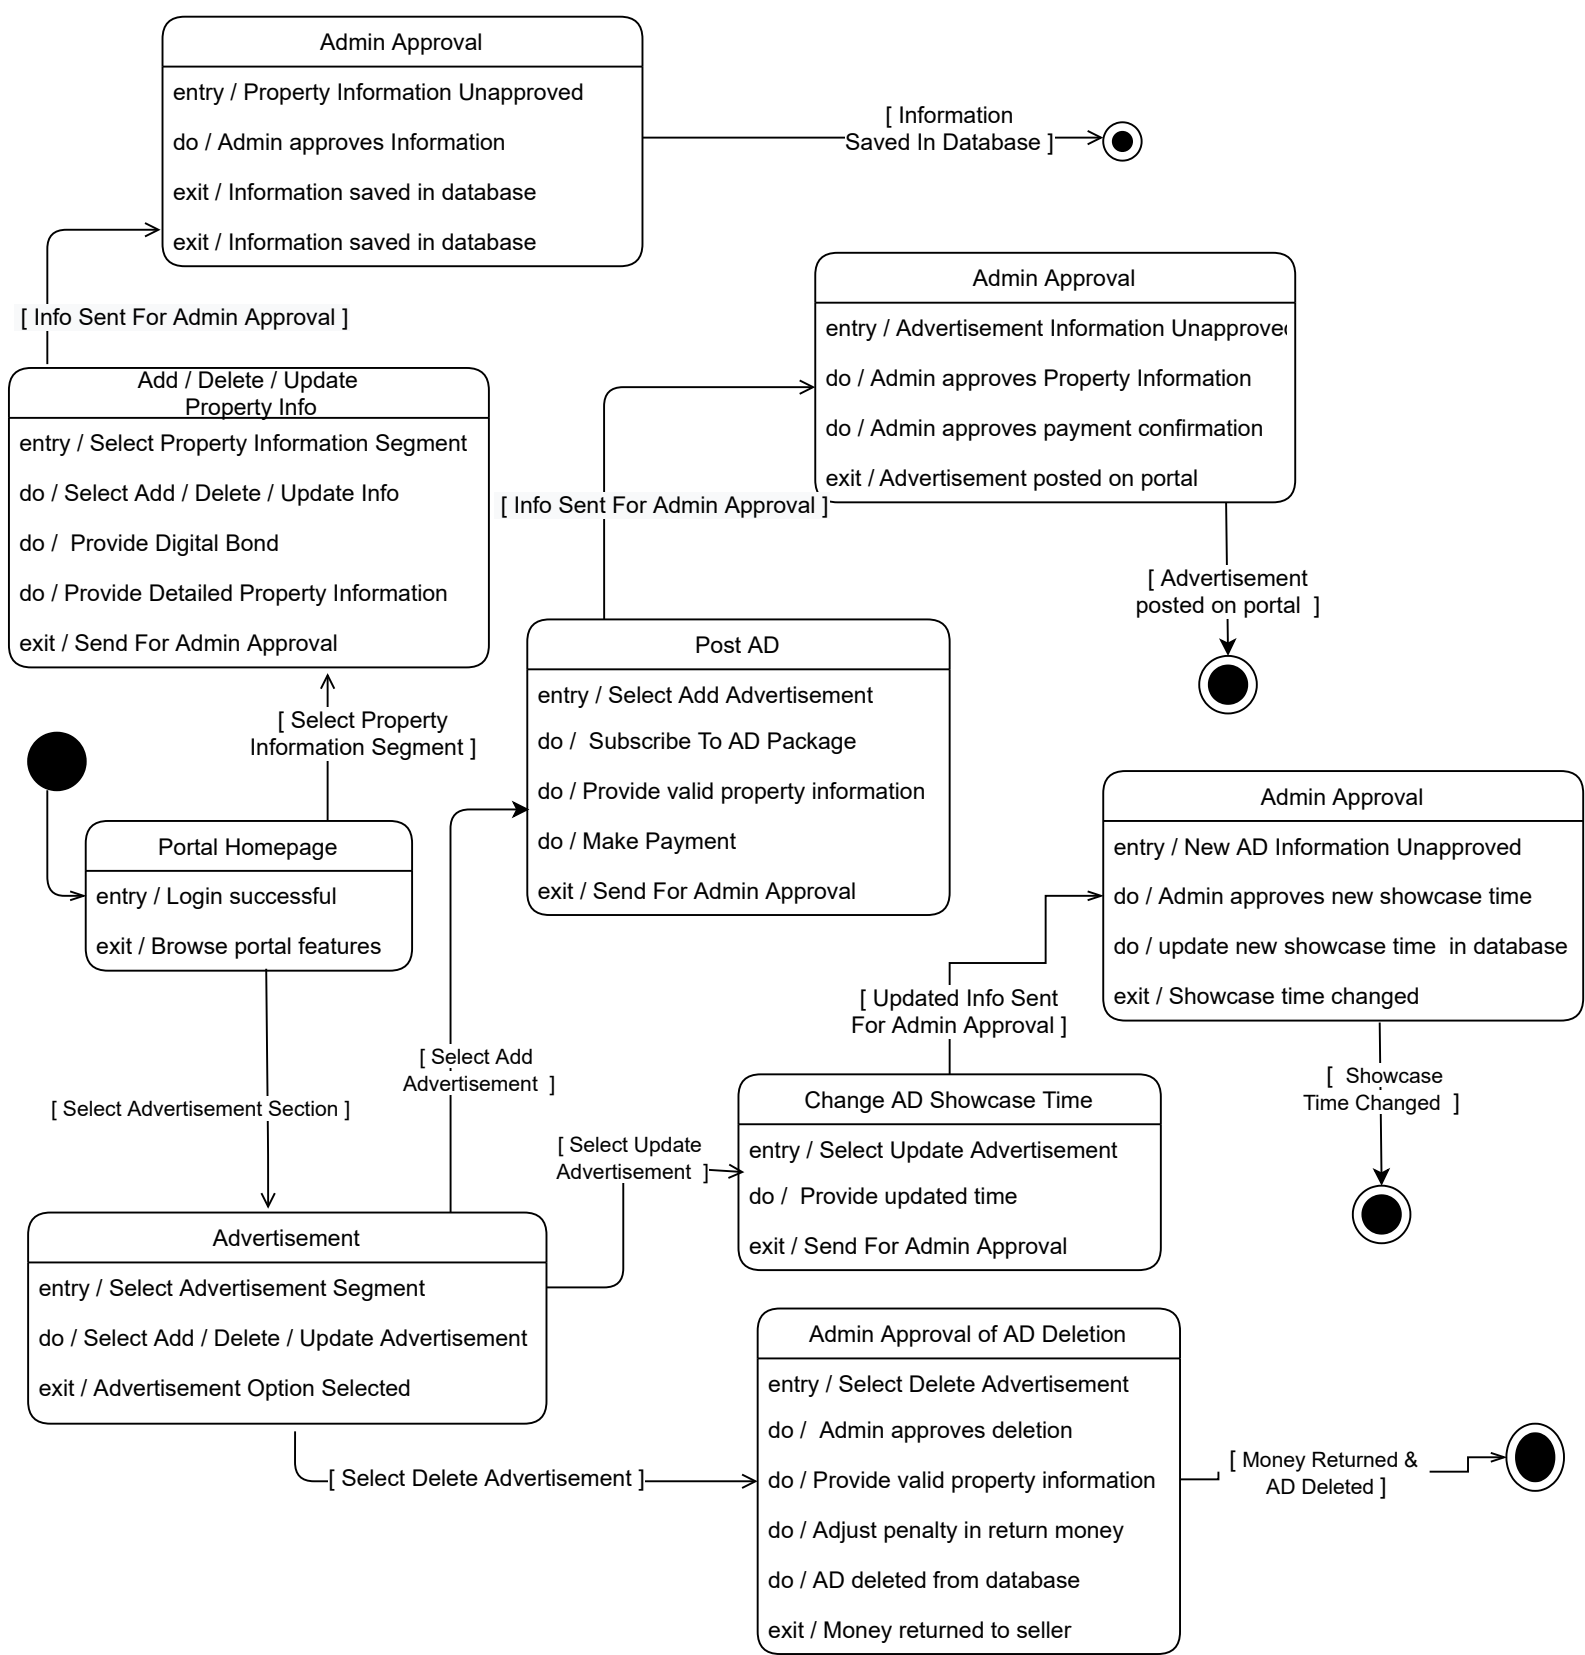 Admin Approval
entry / Property Information Unapproved
do / Admin approves Information
exit / Information saved in database
exit / Information saved in database
[ Information
Saved In Database ]
[ Info Sent For Admin Approval ]
Admin Approval
entry / Advertisement Information Unapproved
do / Admin approves Property Information
do / Admin approves payment confirmation
exit / Advertisement posted on portal
Add / Delete / Update
Property Info
entry / Select Property Information Segment
do / Select Add / Delete / Update Info
do /  Provide Digital Bond
do / Provide Detailed Property Information
exit / Send For Admin Approval
[ Info Sent For Admin Approval ]
[ Advertisement
posted on portal  ]
[ Select Property
Information Segment ]
Post AD
entry / Select Add Advertisement
do /  Subscribe To AD Package
do / Provide valid property information
do / Make Payment
exit / Send For Admin Approval
Portal Homepage
entry / Login successful
exit / Browse portal features
Admin Approval
entry / New AD Information Unapproved
do / Admin approves new showcase time
do / update new showcase time  in database
exit / Showcase time changed
[ Updated Info Sent
For Admin Approval ]
[ Select Add
Advertisement  ]
[ Select Advertisement Section ]
[  Showcase
Time Changed  ]
Change AD Showcase Time
entry / Select Update Advertisement
do /  Provide updated time
exit / Send For Admin Approval
[ Select Update
Advertisement  ]
Advertisement
entry / Select Advertisement Segment
do / Select Add / Delete / Update Advertisement
exit / Advertisement Option Selected
[ Select Delete Advertisement ]
Admin Approval of AD Deletion
entry / Select Delete Advertisement
do /  Admin approves deletion
do / Provide valid property information
do / Adjust penalty in return money
do / AD deleted from database
exit / Money returned to seller
[ Money Returned &
AD Deleted ]